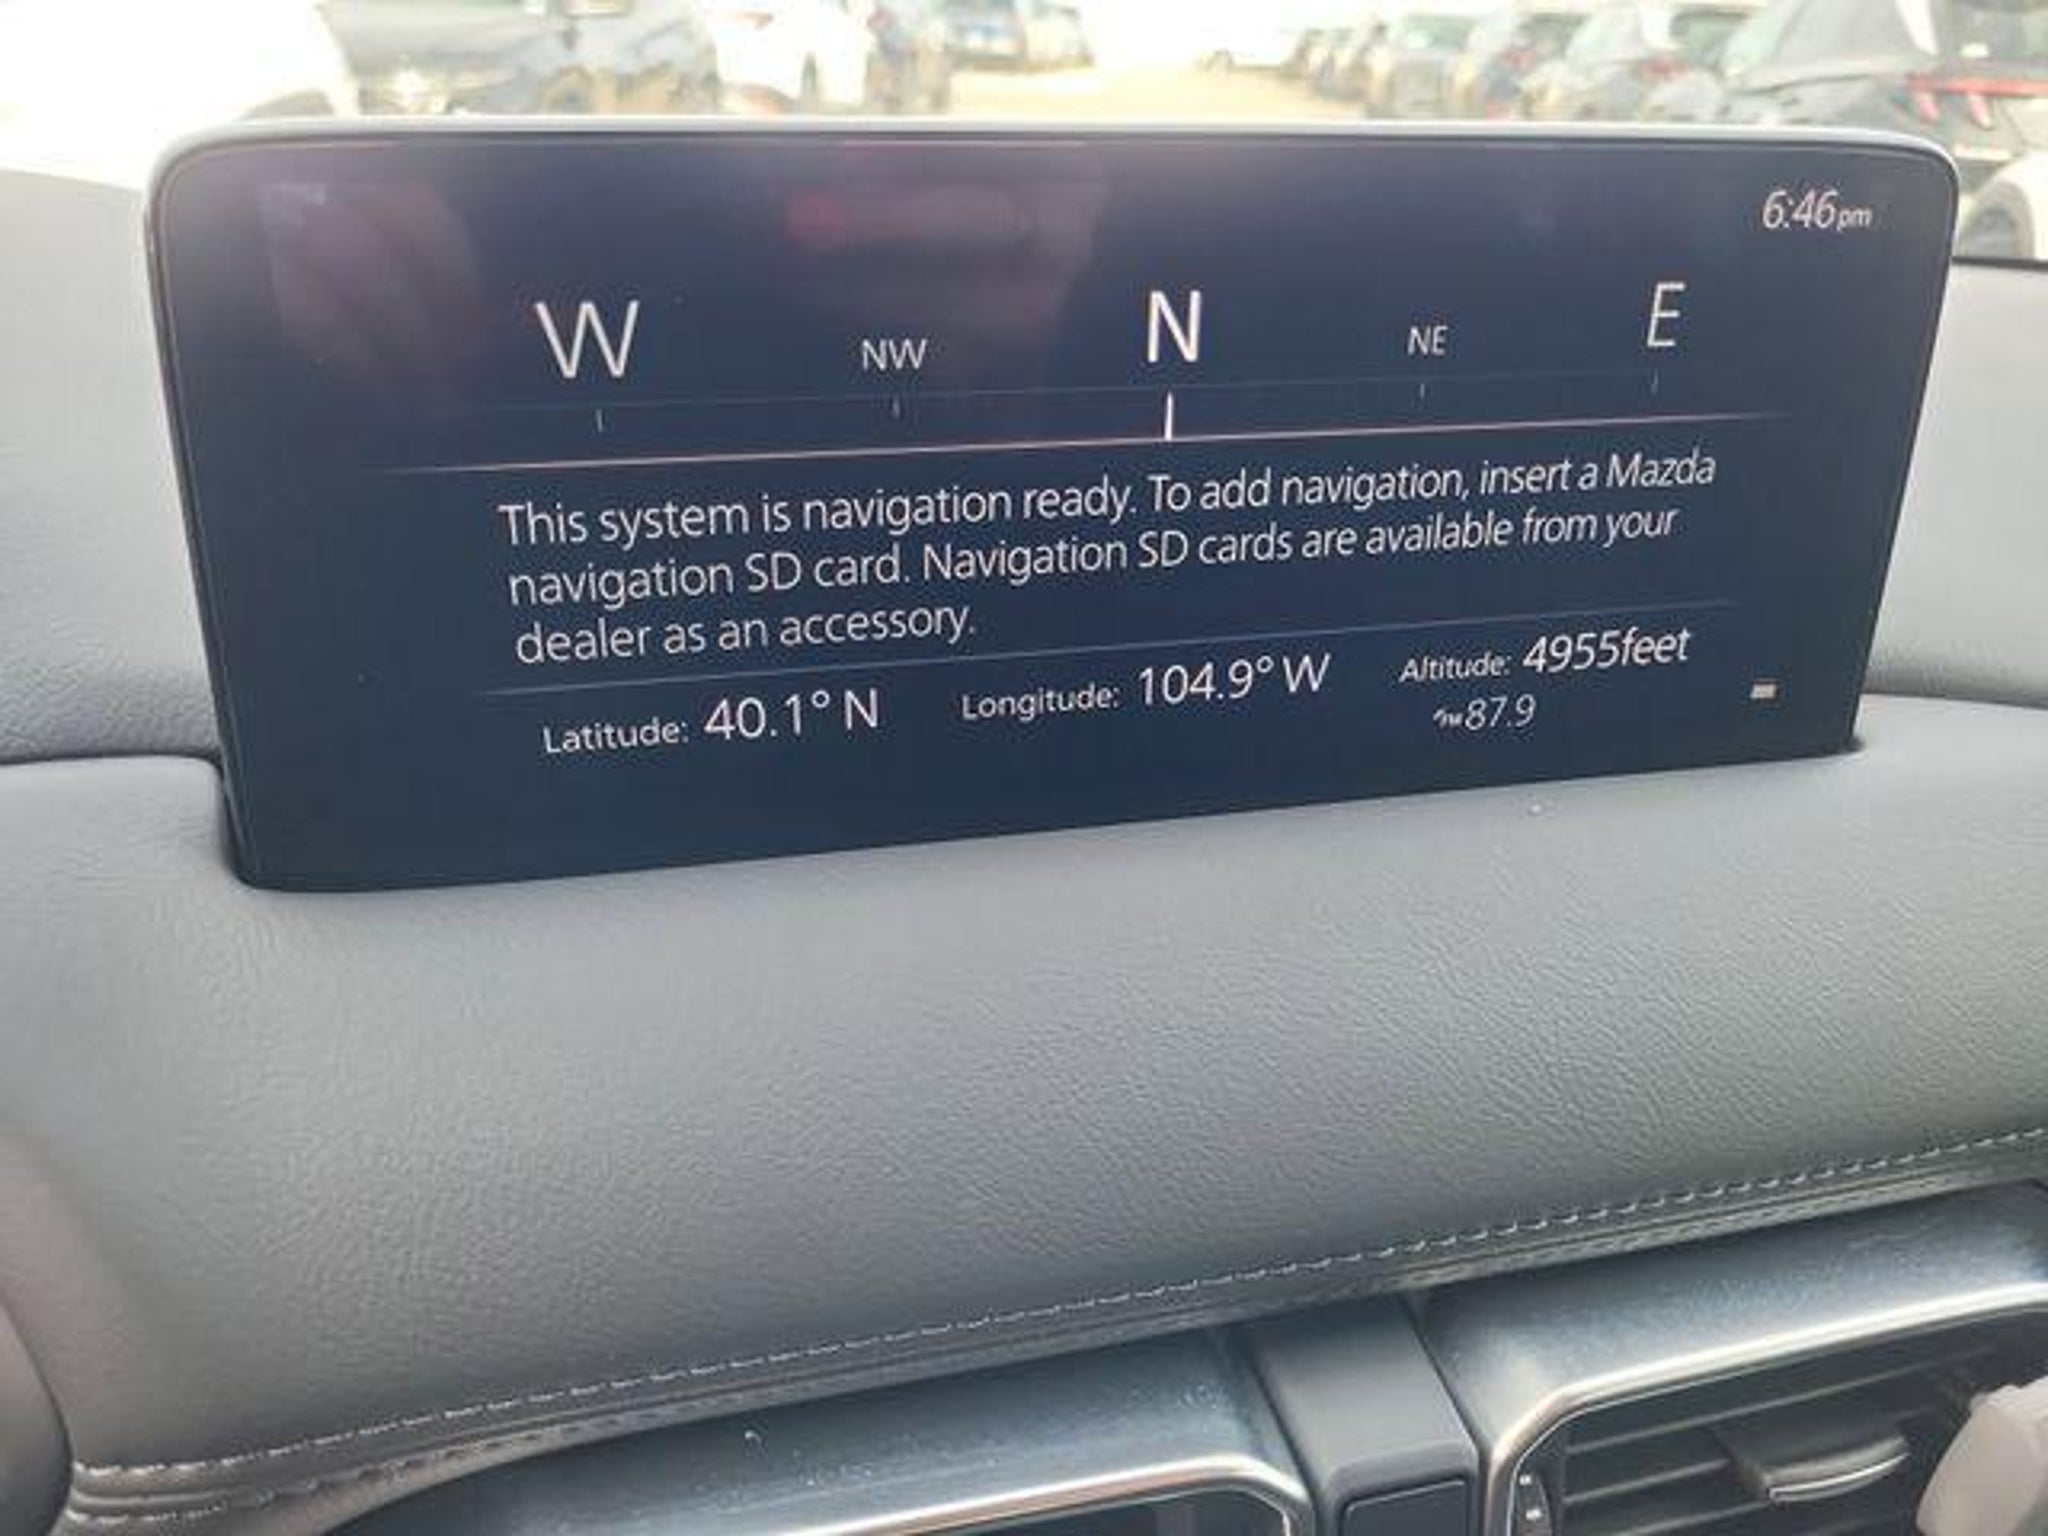 6:46pm
W NW N NE E
This system is navigation ready. To add navigation, insert a Mazda
navigation SD card. Navigation SD cards are available from your
dealer as an accessory.
Latitude: 40.1° N Longitude: 104.9° W Altitude: 4955feet
87.9